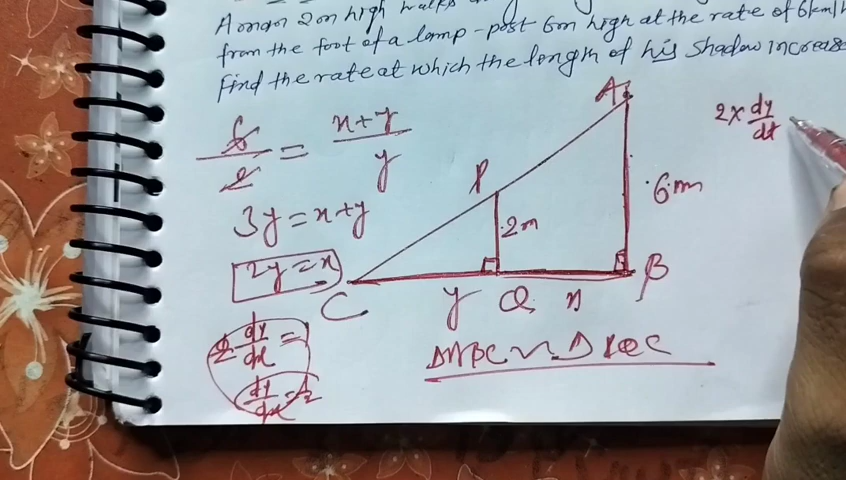 A man 2m high walks
from the foot of a lamp-post 6m high at the rate of 6km/h
Find the rate at which the length of his shadow increase
6/2 = x+y/y
3y = x+y
2y = x
2 dy/dx = 1
dy/dx = 1/2
A
P
6m
2m
C y Q x B
ΔABC ~ Δ PQC
2 × dy/dt